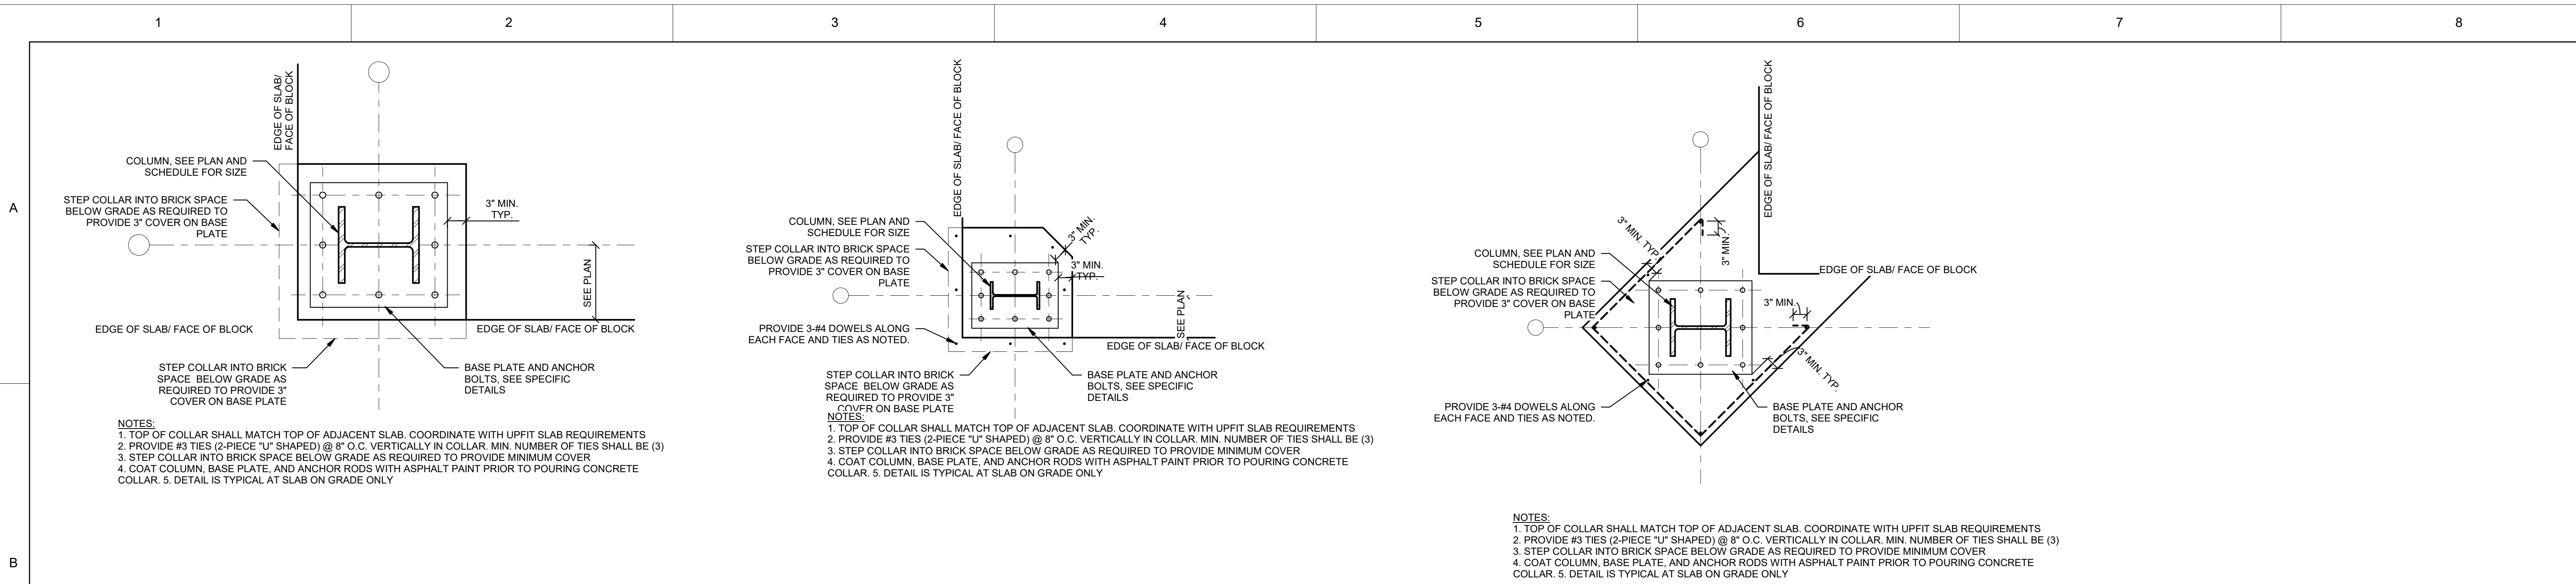 1 2 3 4 5 6 7 8
A
B
EDGE OF SLAB/
FACE OF BLOCK
COLUMN, SEE PLAN AND
SCHEDULE FOR SIZE
STEP COLLAR INTO BRICK SPACE
BELOW GRADE AS REQUIRED TO
PROVIDE 3" COVER ON BASE
PLATE
3" MIN.
TYP.
SEE PLAN
EDGE OF SLAB/ FACE OF BLOCK
EDGE OF SLAB/ FACE OF BLOCK
STEP COLLAR INTO BRICK
SPACE BELOW GRADE AS
REQUIRED TO PROVIDE 3"
COVER ON BASE PLATE
BASE PLATE AND ANCHOR
BOLTS, SEE SPECIFIC
DETAILS
NOTES:
1. TOP OF COLLAR SHALL MATCH TOP OF ADJACENT SLAB. COORDINATE WITH UPFIT SLAB REQUIREMENTS
2. PROVIDE #3 TIES (2-PIECE "U" SHAPED) @ 8" O.C. VERTICALLY IN COLLAR. MIN. NUMBER OF TIES SHALL BE (3)
3. STEP COLLAR INTO BRICK SPACE BELOW GRADE AS REQUIRED TO PROVIDE MINIMUM COVER
4. COAT COLUMN, BASE PLATE, AND ANCHOR RODS WITH ASPHALT PAINT PRIOR TO POURING CONCRETE
COLLAR. 5. DETAIL IS TYPICAL AT SLAB ON GRADE ONLY
EDGE OF SLAB/ FACE OF BLOCK
COLUMN, SEE PLAN AND
SCHEDULE FOR SIZE
STEP COLLAR INTO BRICK SPACE
BELOW GRADE AS REQUIRED TO
PROVIDE 3" COVER ON BASE
PLATE
3" MIN.
TYP.
3" MIN.
TYP.
SEE PLAN
PROVIDE 3-#4 DOWELS ALONG
EACH FACE AND TIES AS NOTED.
EDGE OF SLAB/ FACE OF BLOCK
STEP COLLAR INTO BRICK
SPACE BELOW GRADE AS
REQUIRED TO PROVIDE 3"
COVER ON BASE PLATE
BASE PLATE AND ANCHOR
BOLTS, SEE SPECIFIC
DETAILS
NOTES:
1. TOP OF COLLAR SHALL MATCH TOP OF ADJACENT SLAB. COORDINATE WITH UPFIT SLAB REQUIREMENTS
2. PROVIDE #3 TIES (2-PIECE "U" SHAPED) @ 8" O.C. VERTICALLY IN COLLAR. MIN. NUMBER OF TIES SHALL BE (3)
3. STEP COLLAR INTO BRICK SPACE BELOW GRADE AS REQUIRED TO PROVIDE MINIMUM COVER
4. COAT COLUMN, BASE PLATE, AND ANCHOR RODS WITH ASPHALT PAINT PRIOR TO POURING CONCRETE
COLLAR. 5. DETAIL IS TYPICAL AT SLAB ON GRADE ONLY
EDGE OF SLAB/ FACE OF BLOCK
3" MIN. TYP.
3" MIN.
COLUMN, SEE PLAN AND
SCHEDULE FOR SIZE
STEP COLLAR INTO BRICK SPACE
BELOW GRADE AS REQUIRED TO
PROVIDE 3" COVER ON BASE
PLATE
EDGE OF SLAB/ FACE OF BLOCK
3" MIN.
3" MIN. TYP.
PROVIDE 3-#4 DOWELS ALONG
EACH FACE AND TIES AS NOTED.
BASE PLATE AND ANCHOR
BOLTS, SEE SPECIFIC
DETAILS
NOTES:
1. TOP OF COLLAR SHALL MATCH TOP OF ADJACENT SLAB. COORDINATE WITH UPFIT SLAB REQUIREMENTS
2. PROVIDE #3 TIES (2-PIECE "U" SHAPED) @ 8" O.C. VERTICALLY IN COLLAR. MIN. NUMBER OF TIES SHALL BE (3)
3. STEP COLLAR INTO BRICK SPACE BELOW GRADE AS REQUIRED TO PROVIDE MINIMUM COVER
4. COAT COLUMN, BASE PLATE, AND ANCHOR RODS WITH ASPHALT PAINT PRIOR TO POURING CONCRETE
COLLAR. 5. DETAIL IS TYPICAL AT SLAB ON GRADE ONLY